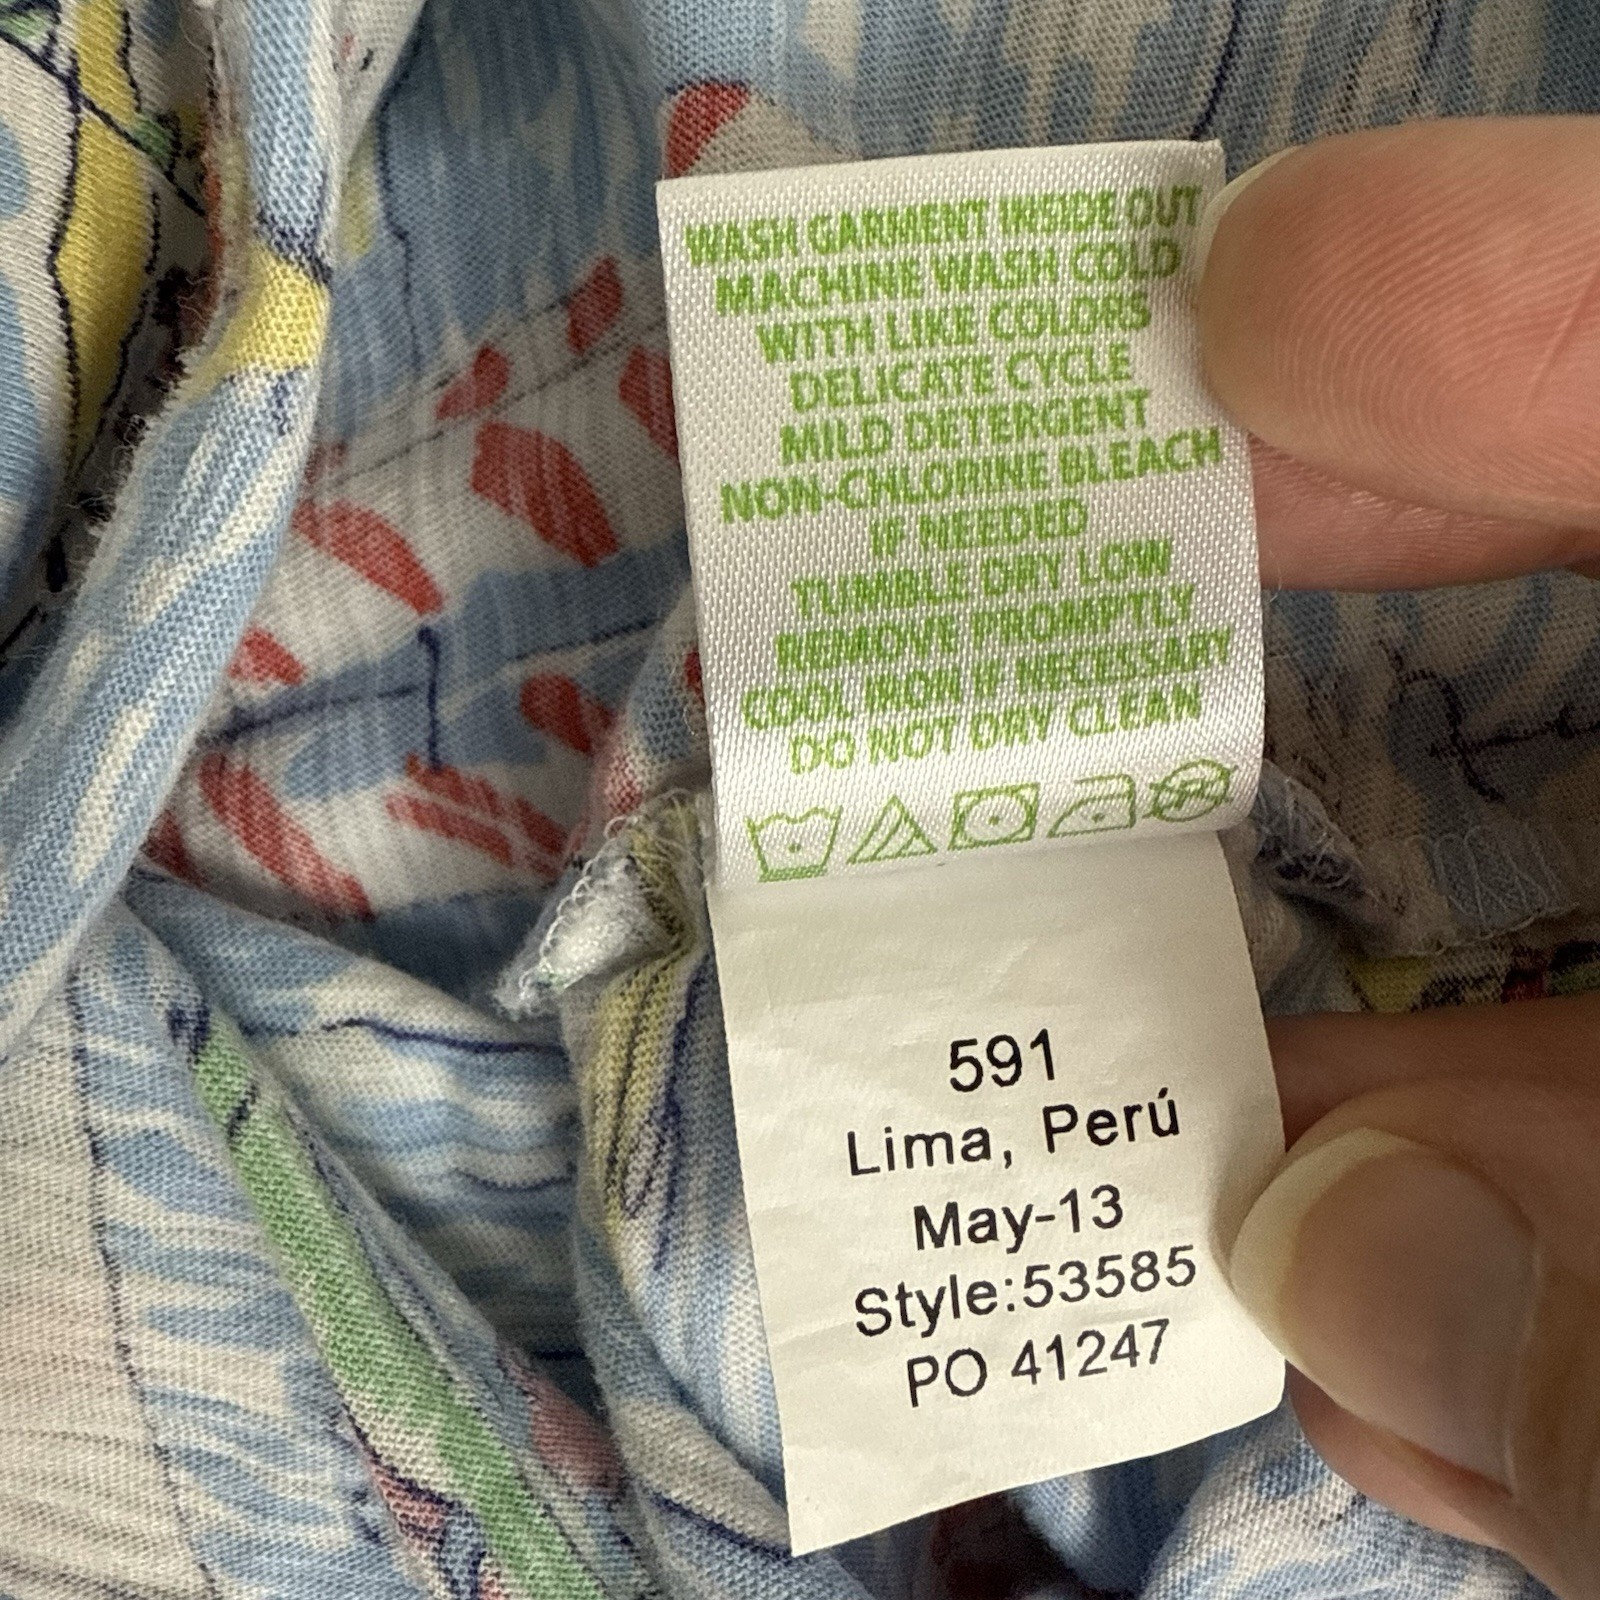 WASH GARMENT INSIDE OUT
MACHINE WASH COLD
WITH LIKE COLORS
DELICATE CYCLE
MILD DETERGENT
NON-CHLORINE BLEACH
IF NEEDED
TUMBLE DRY LOW
REMOVE PROMPTLY
COOL IRON IF NECESSARY
DO NOT DRY CLEAN
591
Lima, Perú
May-13
Style:53585
PO 41247